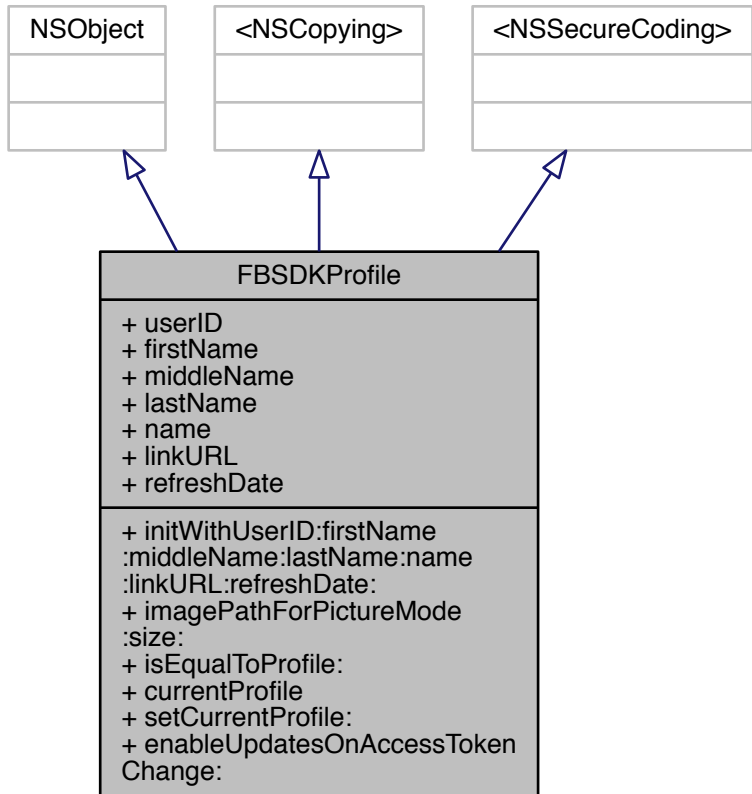 NSObject
<NSCopying>
<NSSecureCoding>
FBSDKProfile
+ userID
+ firstName
+ middleName
+ lastName
+ name
+ linkURL
+ refreshDate
+ initWithUserID:firstName
:middleName:lastName:name
:linkURL:refreshDate:
+ imagePathForPictureMode
:size:
+ isEqualToProfile:
+ currentProfile
+ setCurrentProfile:
+ enableUpdatesOnAccessToken
Change: